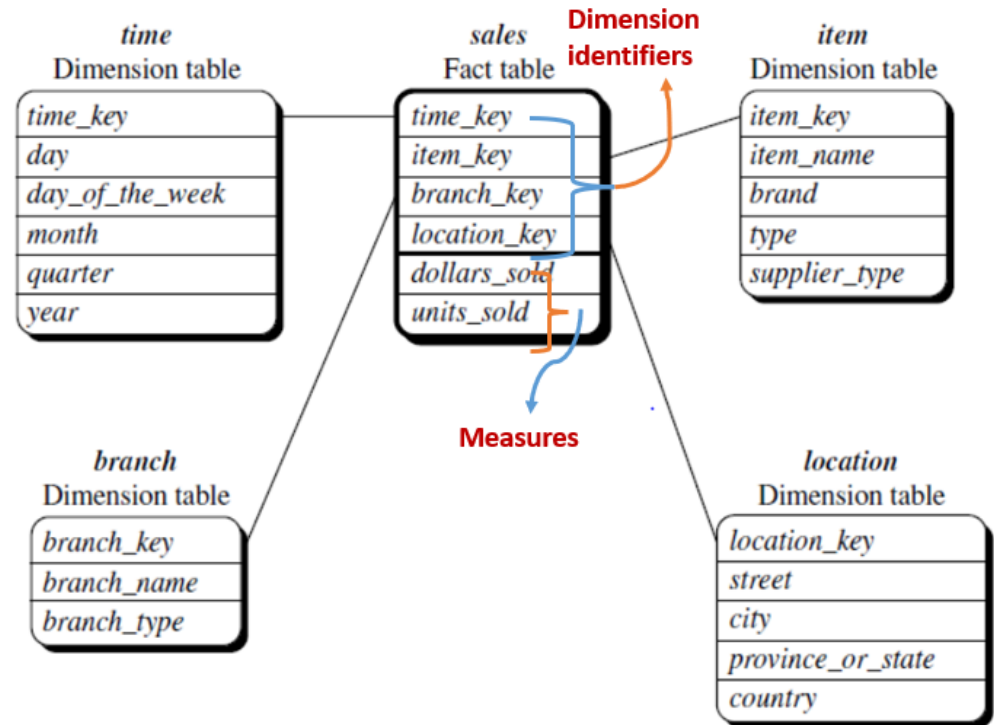 time
Dimension table
time_key
day
day_of_the_week
month
quarter
year
sales
Fact table
time_key
item_key
branch_key
location_key
dollars_sold
units_sold
Dimension
identifiers
Measures
item
Dimension table
item_key
item_name
brand
type
supplier_type
branch
Dimension table
branch_key
branch_name
branch_type
location
Dimension table
location_key
street
city
province_or_state
country